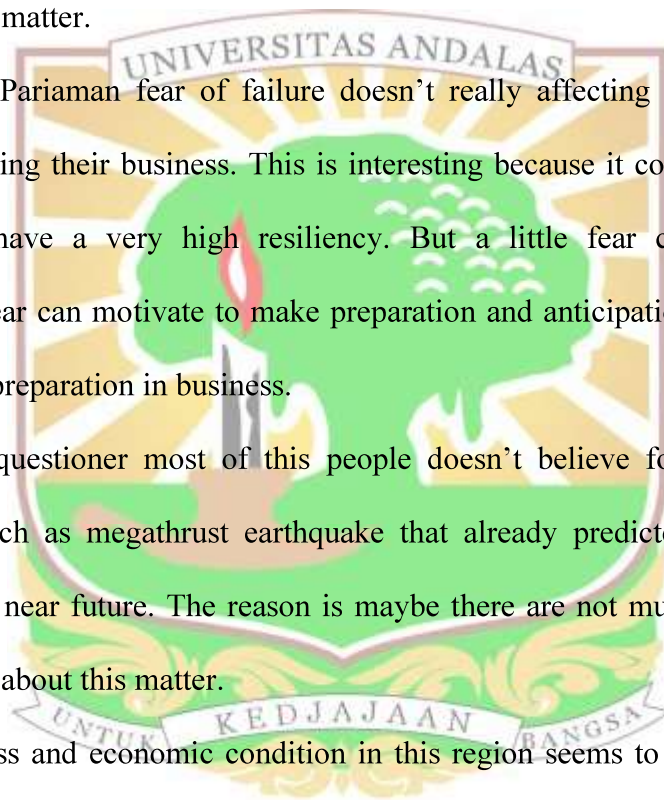 matter.
UNIVERSITAS ANDALAS
Pariaman fear of failure doesn’t really affecting
ing their business. This is interesting because it co
have a very high resiliency. But a little fear
ear can motivate to make preparation and anticipati
preparation in business.
questioner most of this people doesn’t believe fo
ch as megathrust earthquake that already predict
near future. The reason is maybe there are not mu
about this matter.
UNTUK KEDJAJAAN BANGSA
ss and economic condition in this region seems to